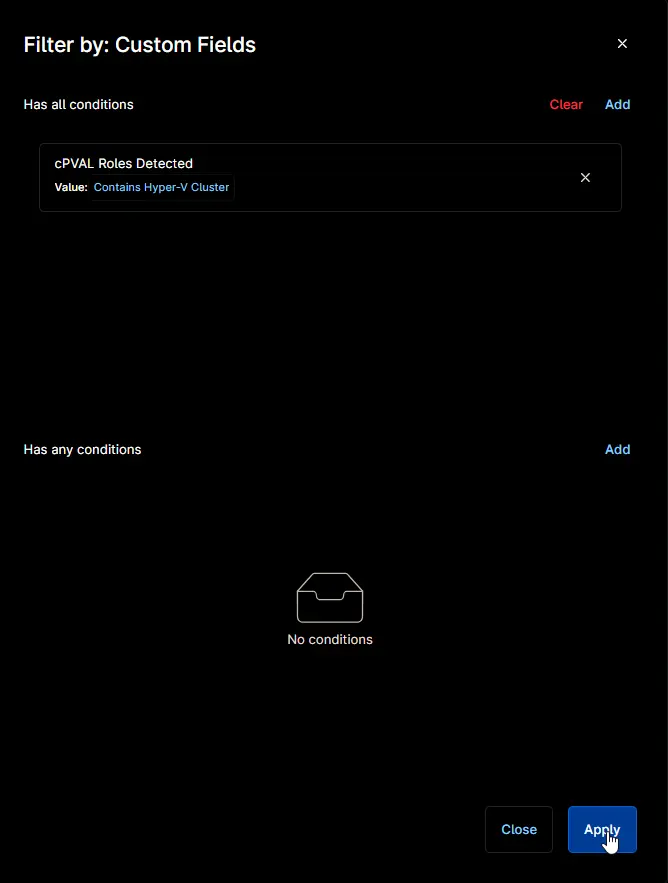 Filter by: Custom Fields
Has all conditions
Clear
Add
cPVAL Roles Detected
Value: Contains Hyper-V Cluster
Has any conditions
Add
No conditions
Close
Apply